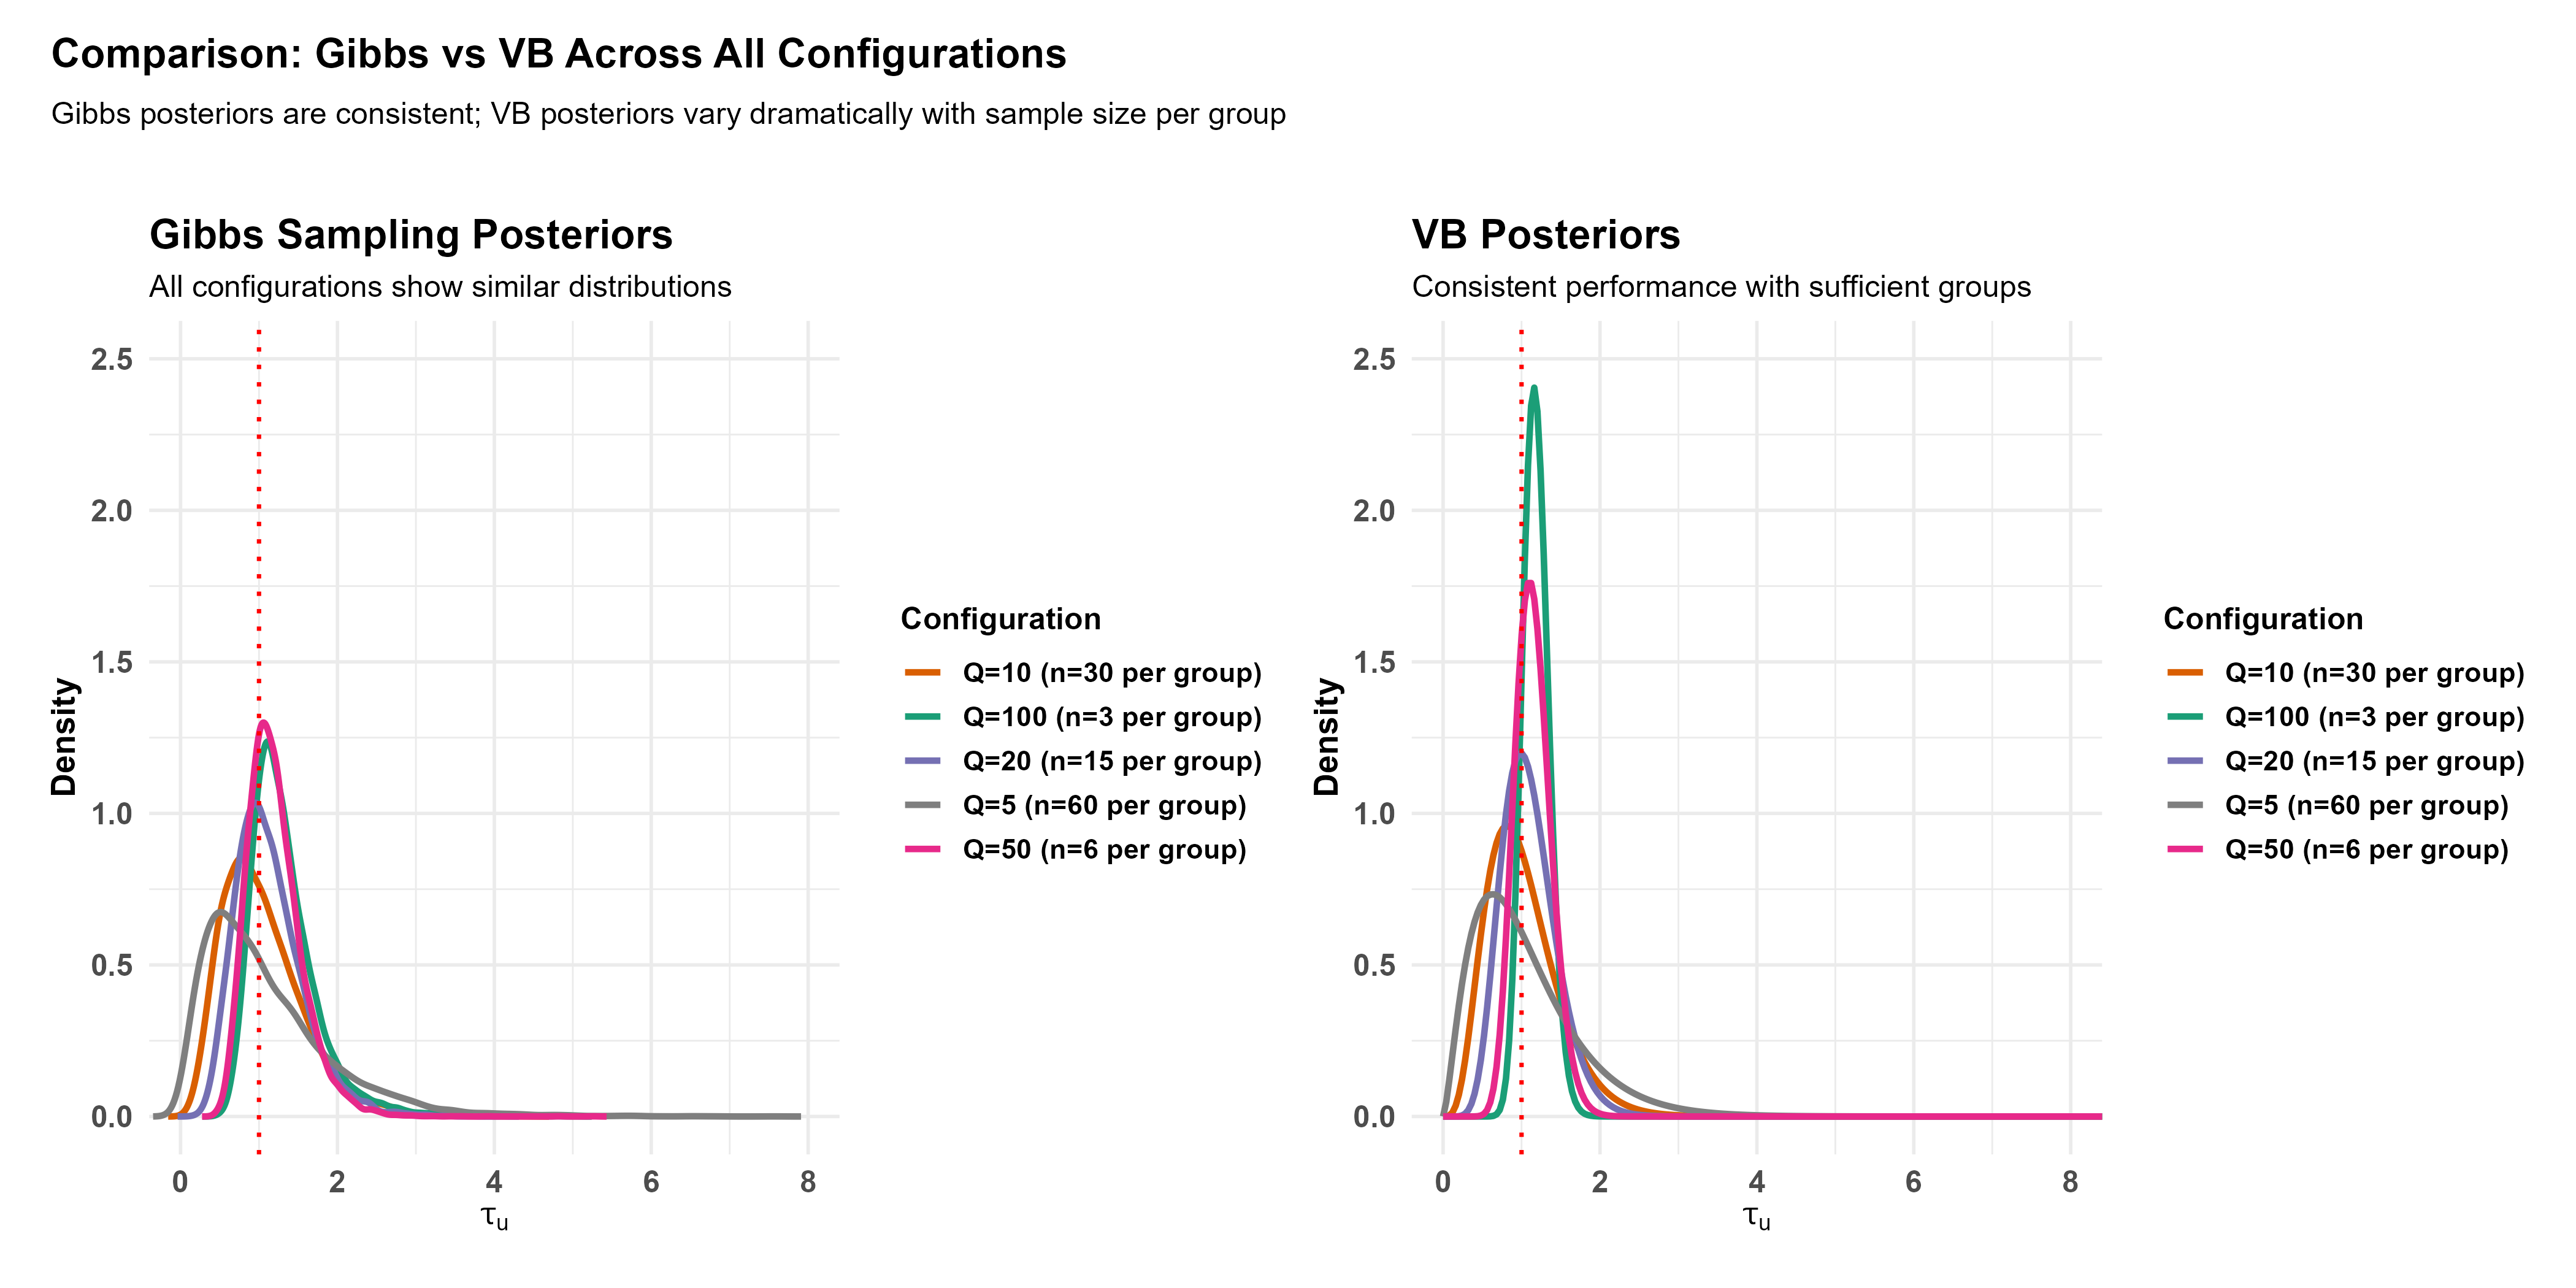 Comparison: Gibbs vs VB Across All Configurations
Gibbs posteriors are consistent; VB posteriors vary dramatically with sample size per group
Gibbs Sampling Posteriors
All configurations show similar distributions
2.5
2.0
1.5
1.0
0.5
0.0
Density
0 2 4 6 8
τu
Configuration
Q=10 (n=30 per group)
Q=100 (n=3 per group)
Q=20 (n=15 per group)
Q=5 (n=60 per group)
Q=50 (n=6 per group)
VB Posteriors
Consistent performance with sufficient groups
2.5
2.0
1.5
1.0
0.5
0.0
Density
0 2 4 6 8
τu
Configuration
Q=10 (n=30 per group)
Q=100 (n=3 per group)
Q=20 (n=15 per group)
Q=5 (n=60 per group)
Q=50 (n=6 per group)